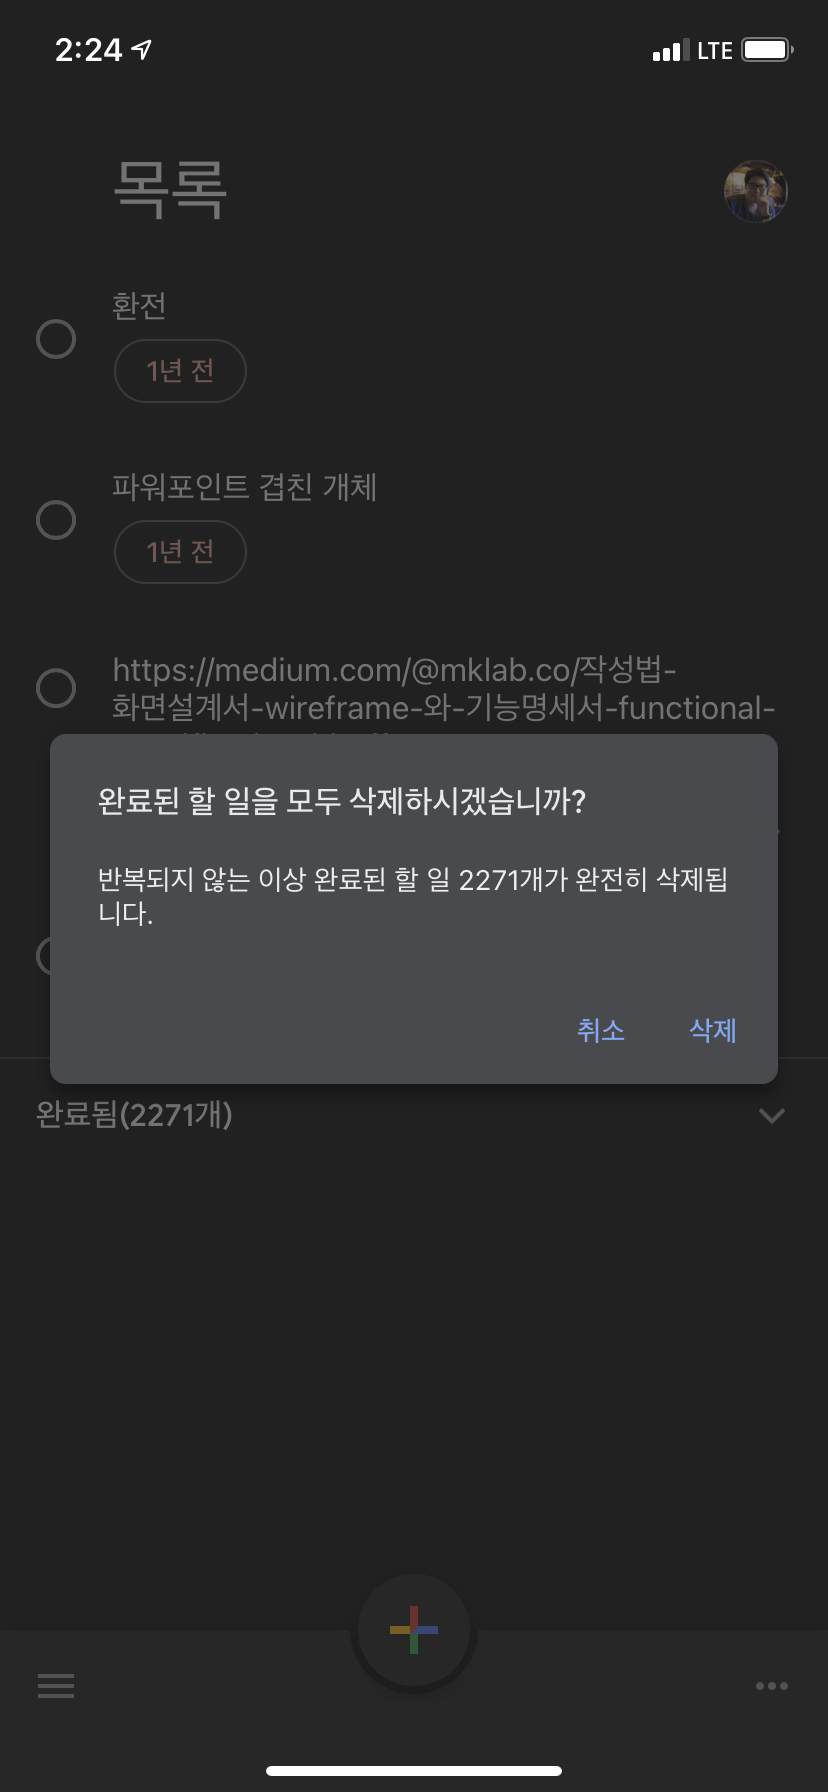 2:24
LTE
목록
환전
1년 전
파워포인트 겹친 개체
1년 전
https://medium.com/@mklab.co/작성법-
화면설계서-wireframe-와-기능명세서-functional-
완료된 할 일을 모두 삭제하시겠습니까?
반복되지 않는 이상 완료된 할 일 2271개가 완전히 삭제됩
니다.
취소
삭제
완료됨(2271개)